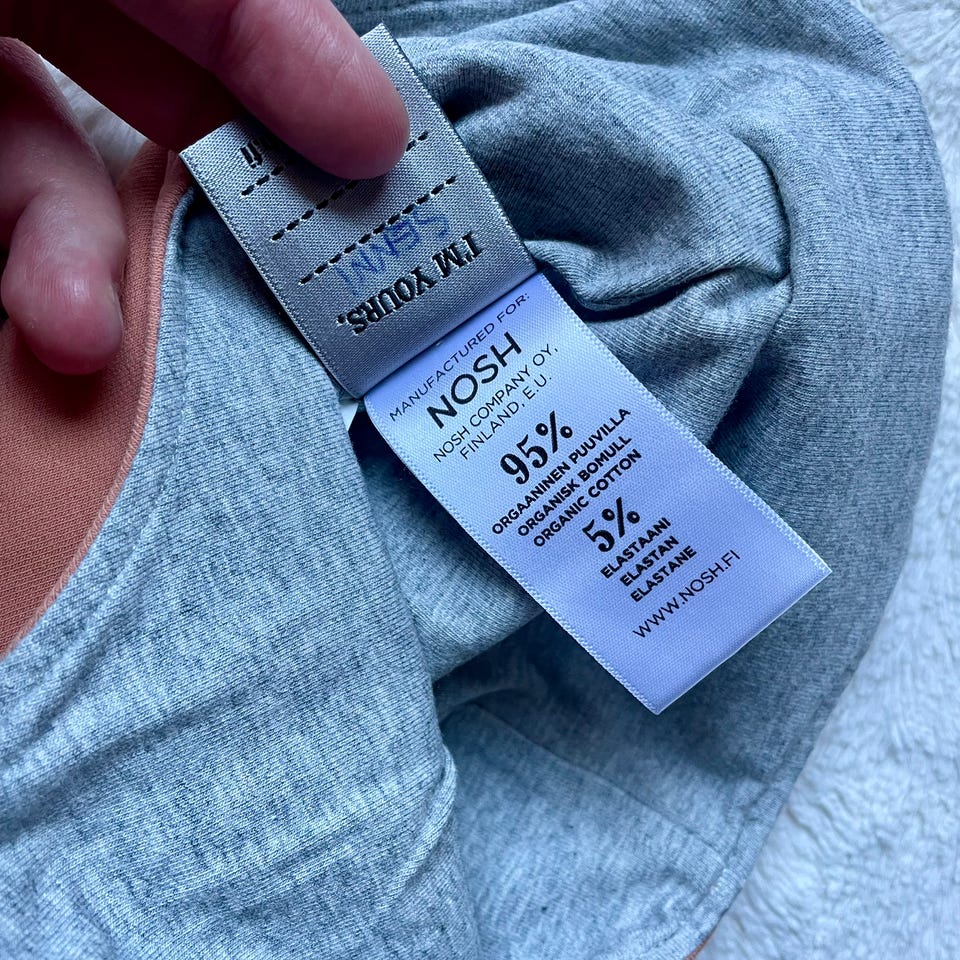 I'M YOURS.
SENNI
MANUFACTURED FOR:
NOSH
NOSH COMPANY OY,
FINLAND, E.U.
95%
ORGAANINEN PUUVILLA
ORGANISK BOMULL
ORGANIC COTTON
5%
ELASTAANI
ELASTAN
ELASTANE
WWW.NOSH.FI